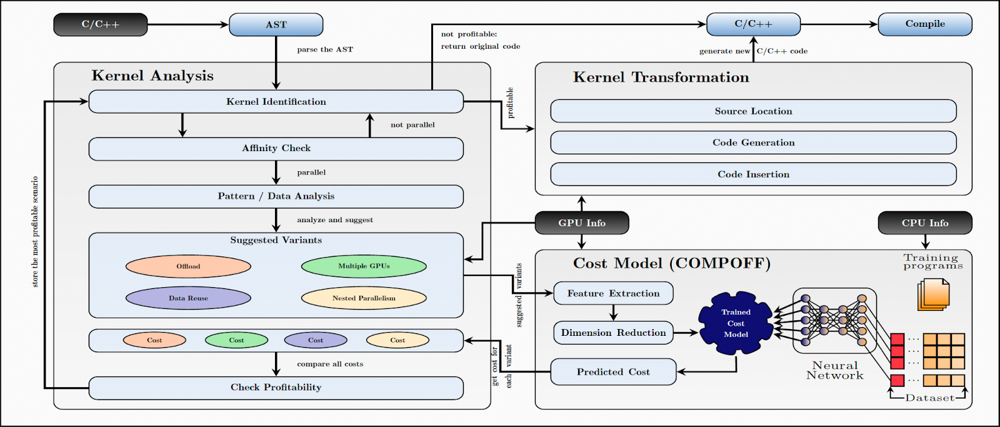 C/C++
AST
parse the AST
not profitable:
return original code
C/C++
Compile
generate new C/C++ code
Kernel Analysis
Kernel Identification
not parallel
Affinity Check
parallel
Pattern / Data Analysis
analyze and suggest
Suggested Variants
Offload
Multiple GPUs
Data Reuse
Nested Parallelism
Cost
Cost
Cost
Cost
compare all costs
Check Profitability
store the most profitable scenario
profitable
Kernel Transformation
Source Location
Code Generation
Code Insertion
GPU Info
CPU Info
suggested variants
get cost for
each variant
Cost Model (COMPOFF)
Feature Extraction
Dimension Reduction
Predicted Cost
Trained
Cost
Model
Neural
Network
Training
programs
...
...
...
...
Dataset